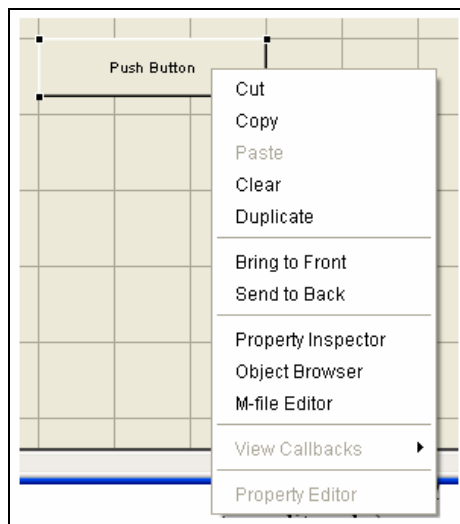 Push Button
Cut
Copy
Paste
Clear
Duplicate
Bring to Front
Send to Back
Property Inspector
Object Browser
M-file Editor
View Callbacks
Property Editor